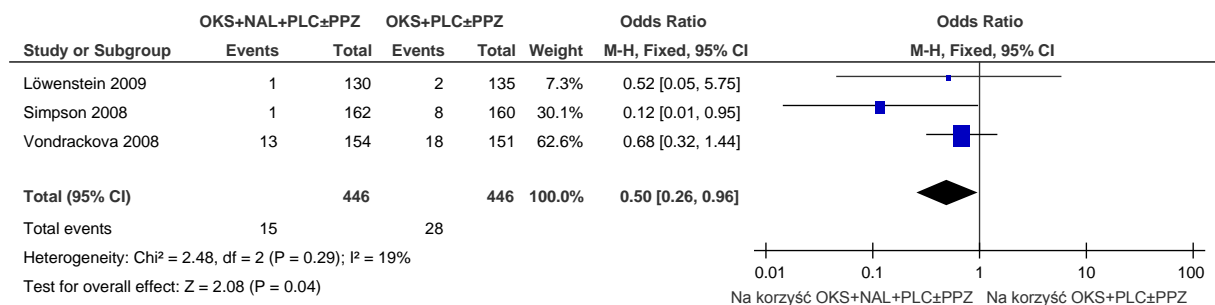 OKS+NAL+PLC±PPZ OKS+PLC±PPZ Odds Ratio Odds Ratio
Study or Subgroup Events Total Events Total Weight M-H, Fixed, 95% CI M-H, Fixed, 95% CI
Löwenstein 2009 1 130 2 135 7.3% 0.52 [0.05, 5.75]
Simpson 2008 1 162 8 160 30.1% 0.12 [0.01, 0.95]
Vondrackova 2008 13 154 18 151 62.6% 0.68 [0.32, 1.44]
Total (95% CI) 446 446 100.0% 0.50 [0.26, 0.96]
Total events 15 28
Heterogeneity: Chi² = 2.48, df = 2 (P = 0.29); I² = 19%
Test for overall effect: Z = 2.08 (P = 0.04)
0.01 0.1 1 10 100
Na korzyść OKS+NAL+PLC±PPZ Na korzyść OKS+PLC±PPZ